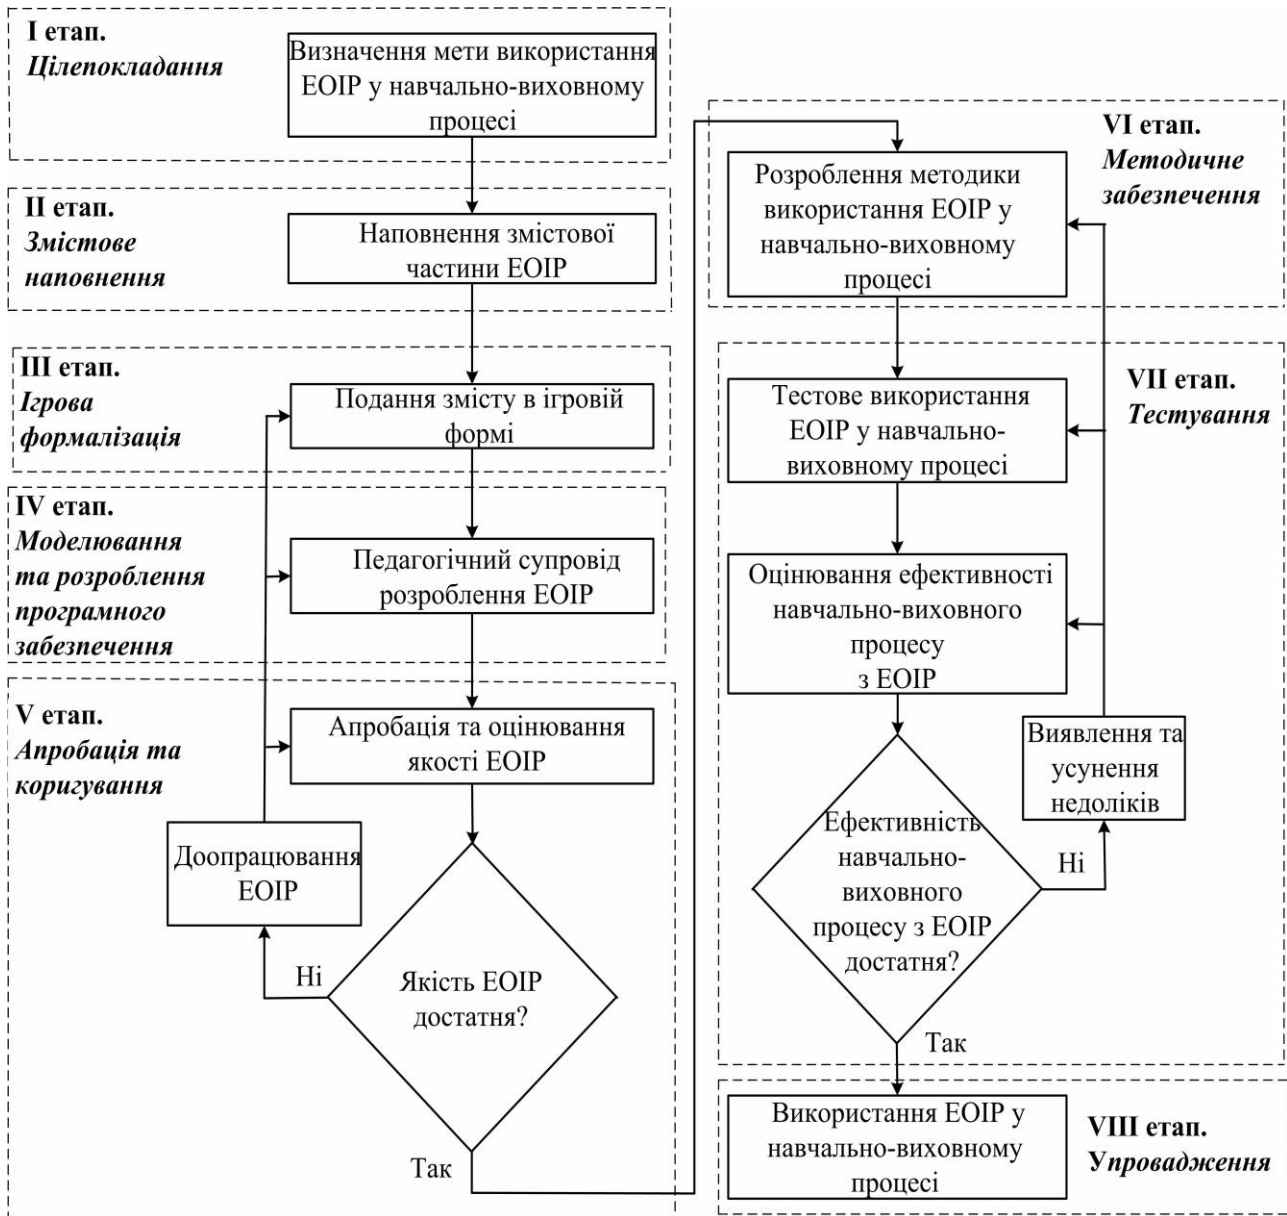 І етап.
Цілепокладання
Визначення мети використання
ЕОІР у навчально-виховному
процесі
ІІ етап.
Змістове
наповнення
Наповнення змістової
частини ЕОІР
ІІІ етап.
Ігрова
формалізація
Подання змісту в ігровій
формі
IV етап.
Моделювання
та розроблення
програмного
забезпечення
Педагогічний супровід
розроблення ЕОІР
V етап.
Апробація та
коригування
Апробація та оцінювання
якості ЕОІР
Доопрацювання
ЕОІР
Ні
Якість ЕОІР
достатня?
Так
VI етап.
Методичне
забезпечення
Розроблення методики
використання ЕОІР у
навчально-виховному
процесі
VII етап.
Тестування
Тестове використання
ЕОІР у навчально-
виховному процесі
Оцінювання ефективності
навчально-виховного
процесу
з ЕОІР
Виявлення та
усунення
недоліків
Ефективність
навчально-
виховного
процесу з ЕОІР
достатня?
Ні
Так
Використання ЕОІР у
навчально-виховному
процесі
VIII етап.
Упровадження